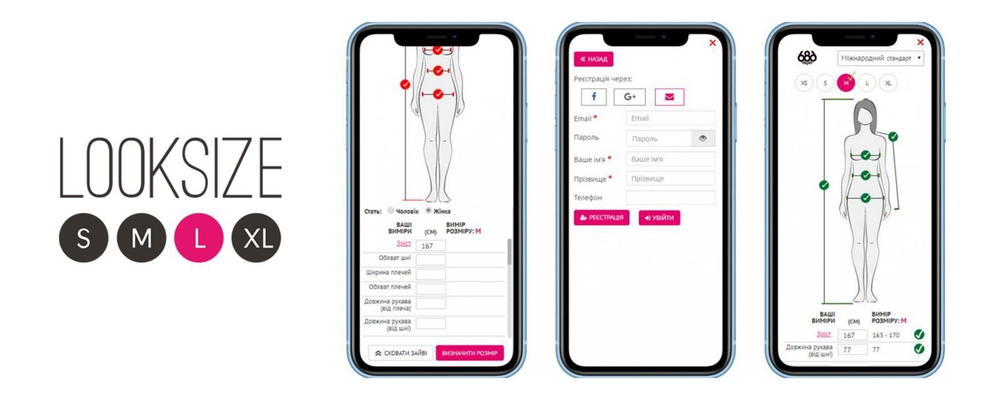 LOOKSIZE
S M L XL
Стать: Чоловік Жінка
ВАШІ
ВИМІРИ
(СМ)
ВИМІР
РОЗМІРУ: M
Зріст 167
Обхват шиї
Ширина плечей
Обхват плечей
Довжина рукава
(від плеча)
Довжина рукава
(від шиї)
СХОВАТИ ЗАЙВІ
ВИЗНАЧИТИ РОЗМІР
НАЗАД
Реєстрація через:
f G+
Email * Email
Пароль Пароль
Ваше ім'я * Ваше Ім'я
Прізвище * Прізвище
Телефон
РЕЄСТРАЦІЯ УВІЙТИ
686
Міжнародний стандарт
XS S M L XL
ВАШІ
ВИМІРИ
(СМ)
ВИМІР
РОЗМІРУ: M
Зріст 167 163 - 170
Довжина рукава
(від шиї) 77 77